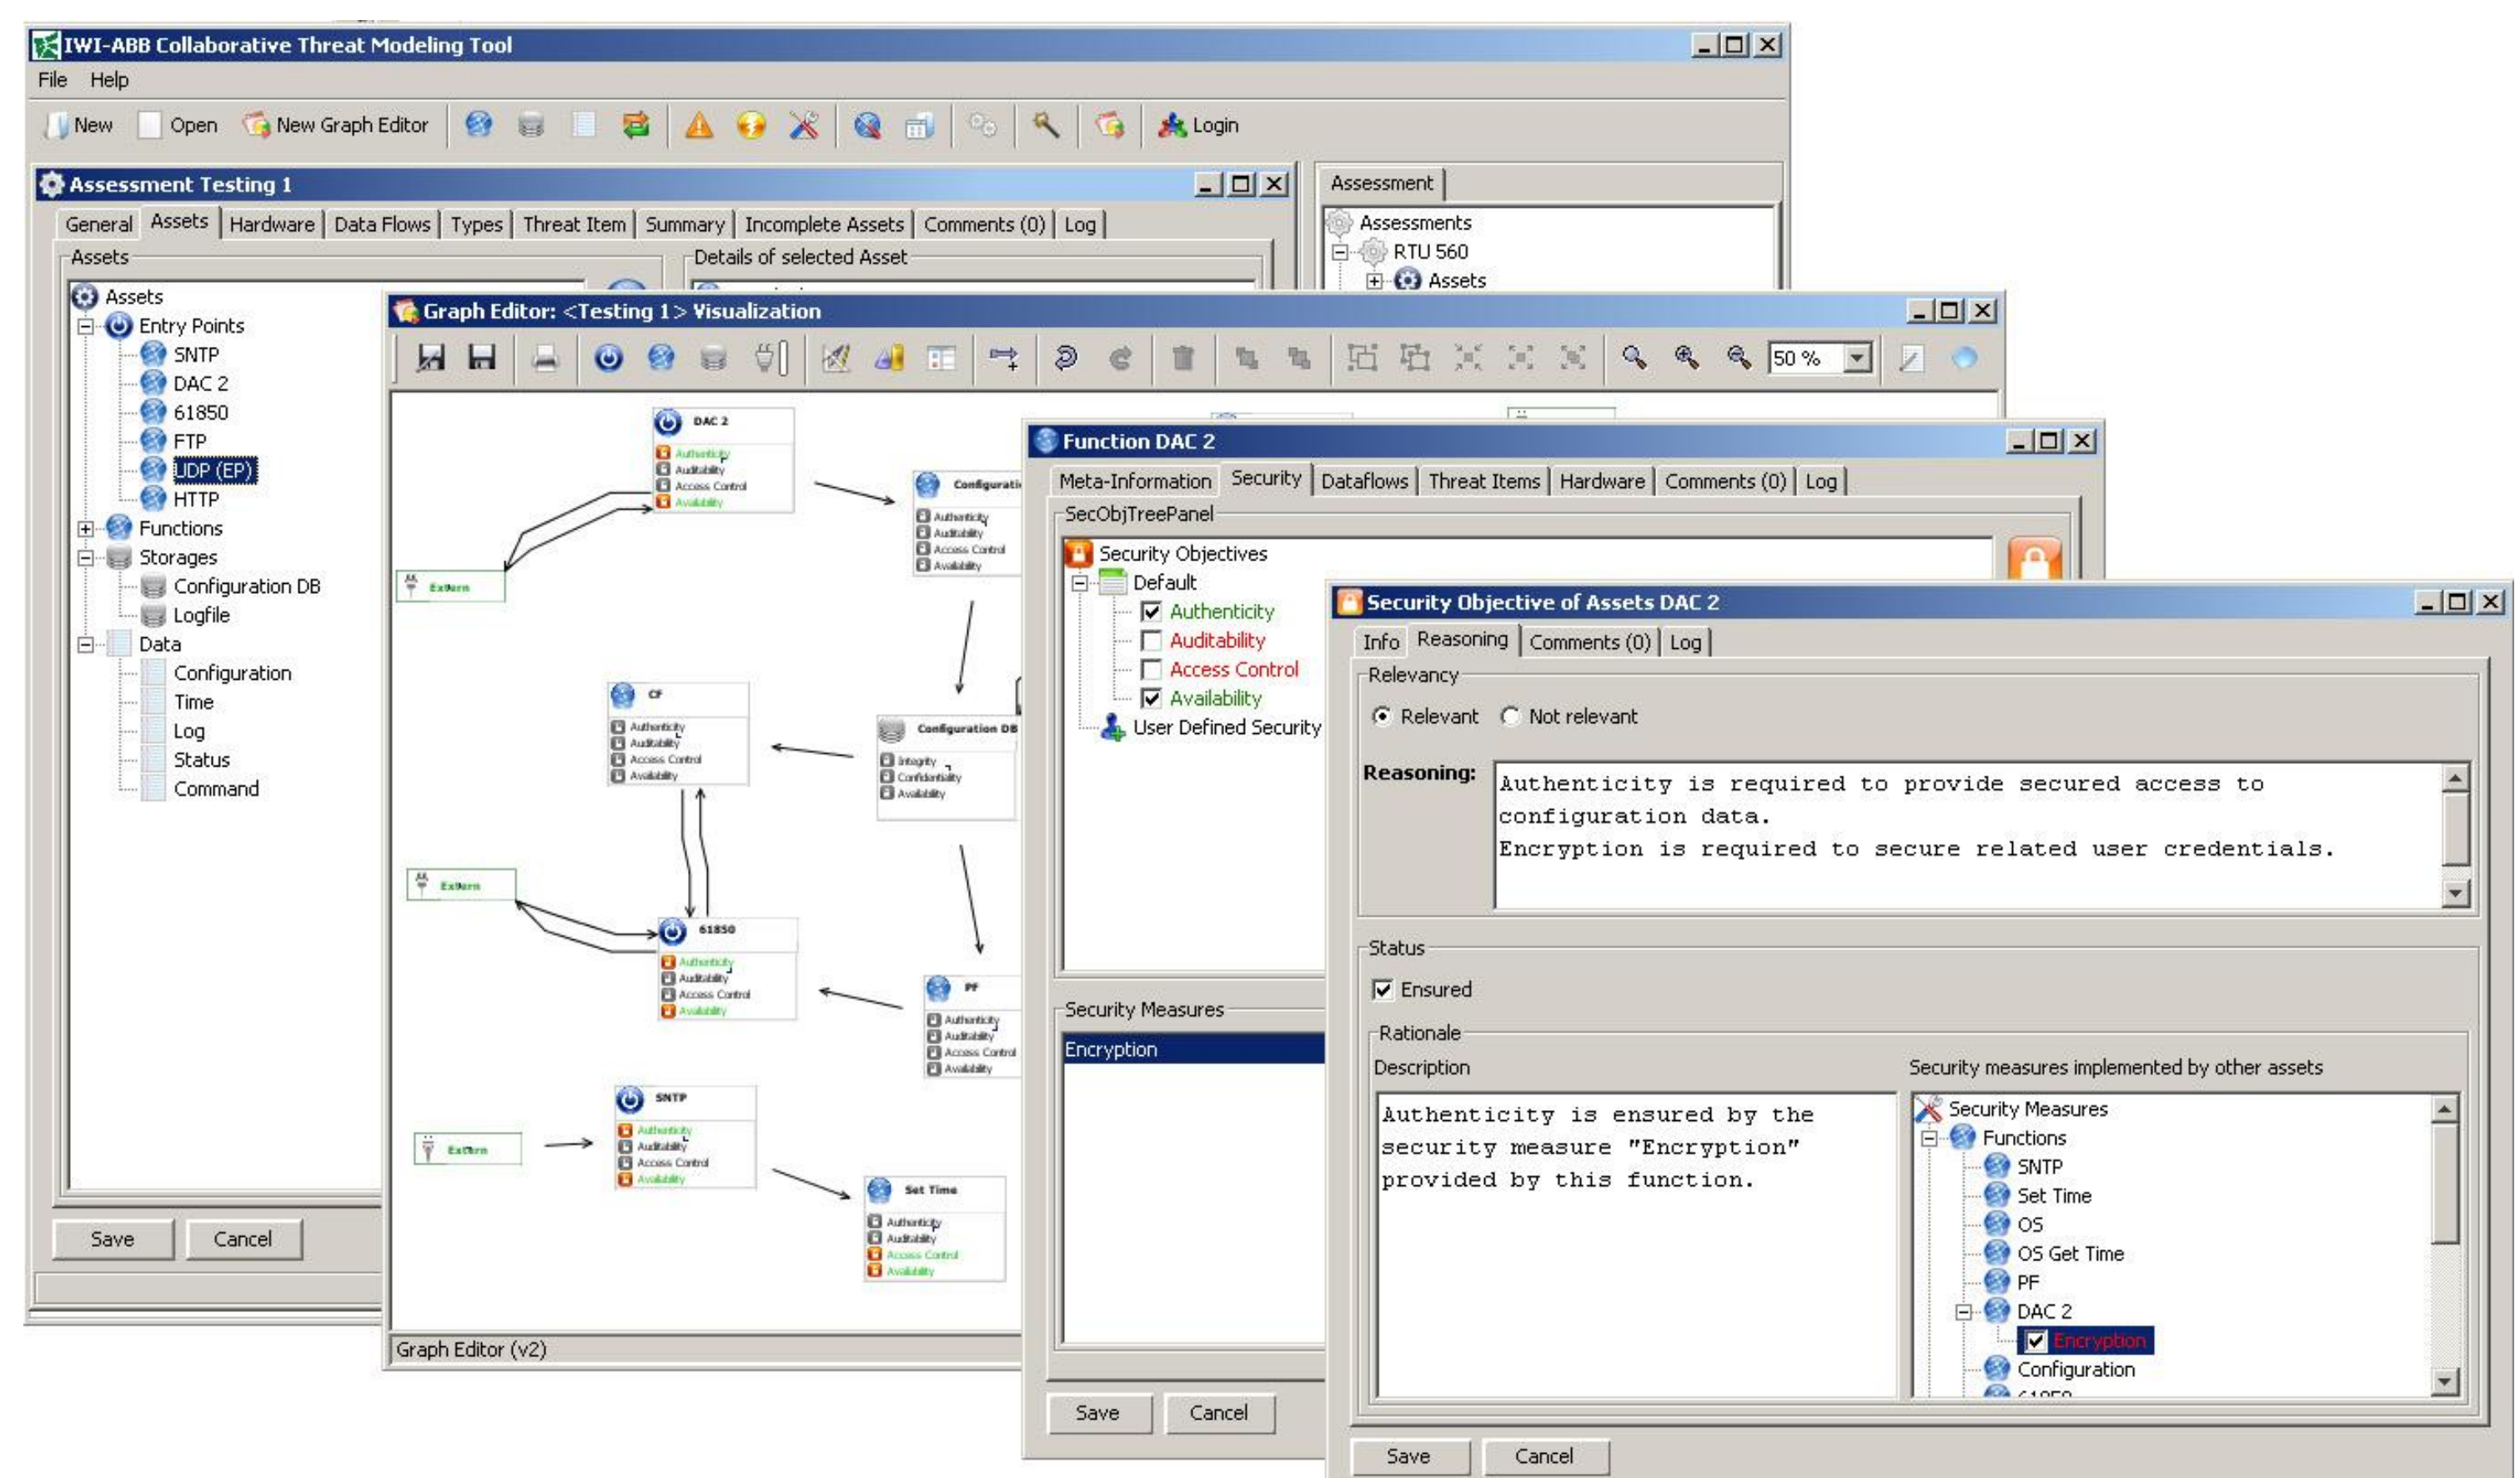 IWI-ABB Collaborative Threat Modeling Tool
File Help
New Open New Graph Editor Login
Assessment Testing 1
General Assets Hardware Data Flows Types Threat Item Summary Incomplete Assets Comments (0) Log
Assets
Details of selected Asset
Assets
Entry Points
SNTP
DAC 2
61850
FTP
UDP (EP)
HTTP
Functions
Storages
Configuration DB
Logfile
Data
Configuration
Time
Log
Status
Command
Save Cancel
Assessment
Assessments
RTU 560
Assets
Graph Editor: <Testing 1> Visualization
50 %
DAC 2
Authenticity
Auditability
Access Control
Availability
Configurati
Authenticity
Auditability
Access Control
Availability
Extern
CF
Authenticity
Auditability
Access Control
Availability
Configuration DB
Integrity
Confidentiality
Availability
Extern
61850
Authenticity
Auditability
Access Control
Availability
PF
Authenticity
Auditability
Access Control
Availability
SNTP
Authenticity
Auditability
Access Control
Availability
Extern
Set Time
Authenticity
Auditability
Access Control
Availability
Graph Editor (v2)
Function DAC 2
Meta-Information Security Dataflows Threat Items Hardware Comments (0) Log
SecObjTreePanel
Security Objectives
Default
Authenticity
Auditability
Access Control
Availability
User Defined Security
Security Measures
Encryption
Save Cancel
Security Objective of Assets DAC 2
Info Reasoning Comments (0) Log
Relevancy
Relevant Not relevant
Reasoning:
Authenticity is required to provide secured access to
configuration data.
Encryption is required to secure related user credentials.
Status
Ensured
Rationale
Description
Authenticity is ensured by the
security measure "Encryption"
provided by this function.
Security measures implemented by other assets
Security Measures
Functions
SNTP
Set Time
OS
OS Get Time
PF
DAC 2
Encryption
Configuration
Save Cancel